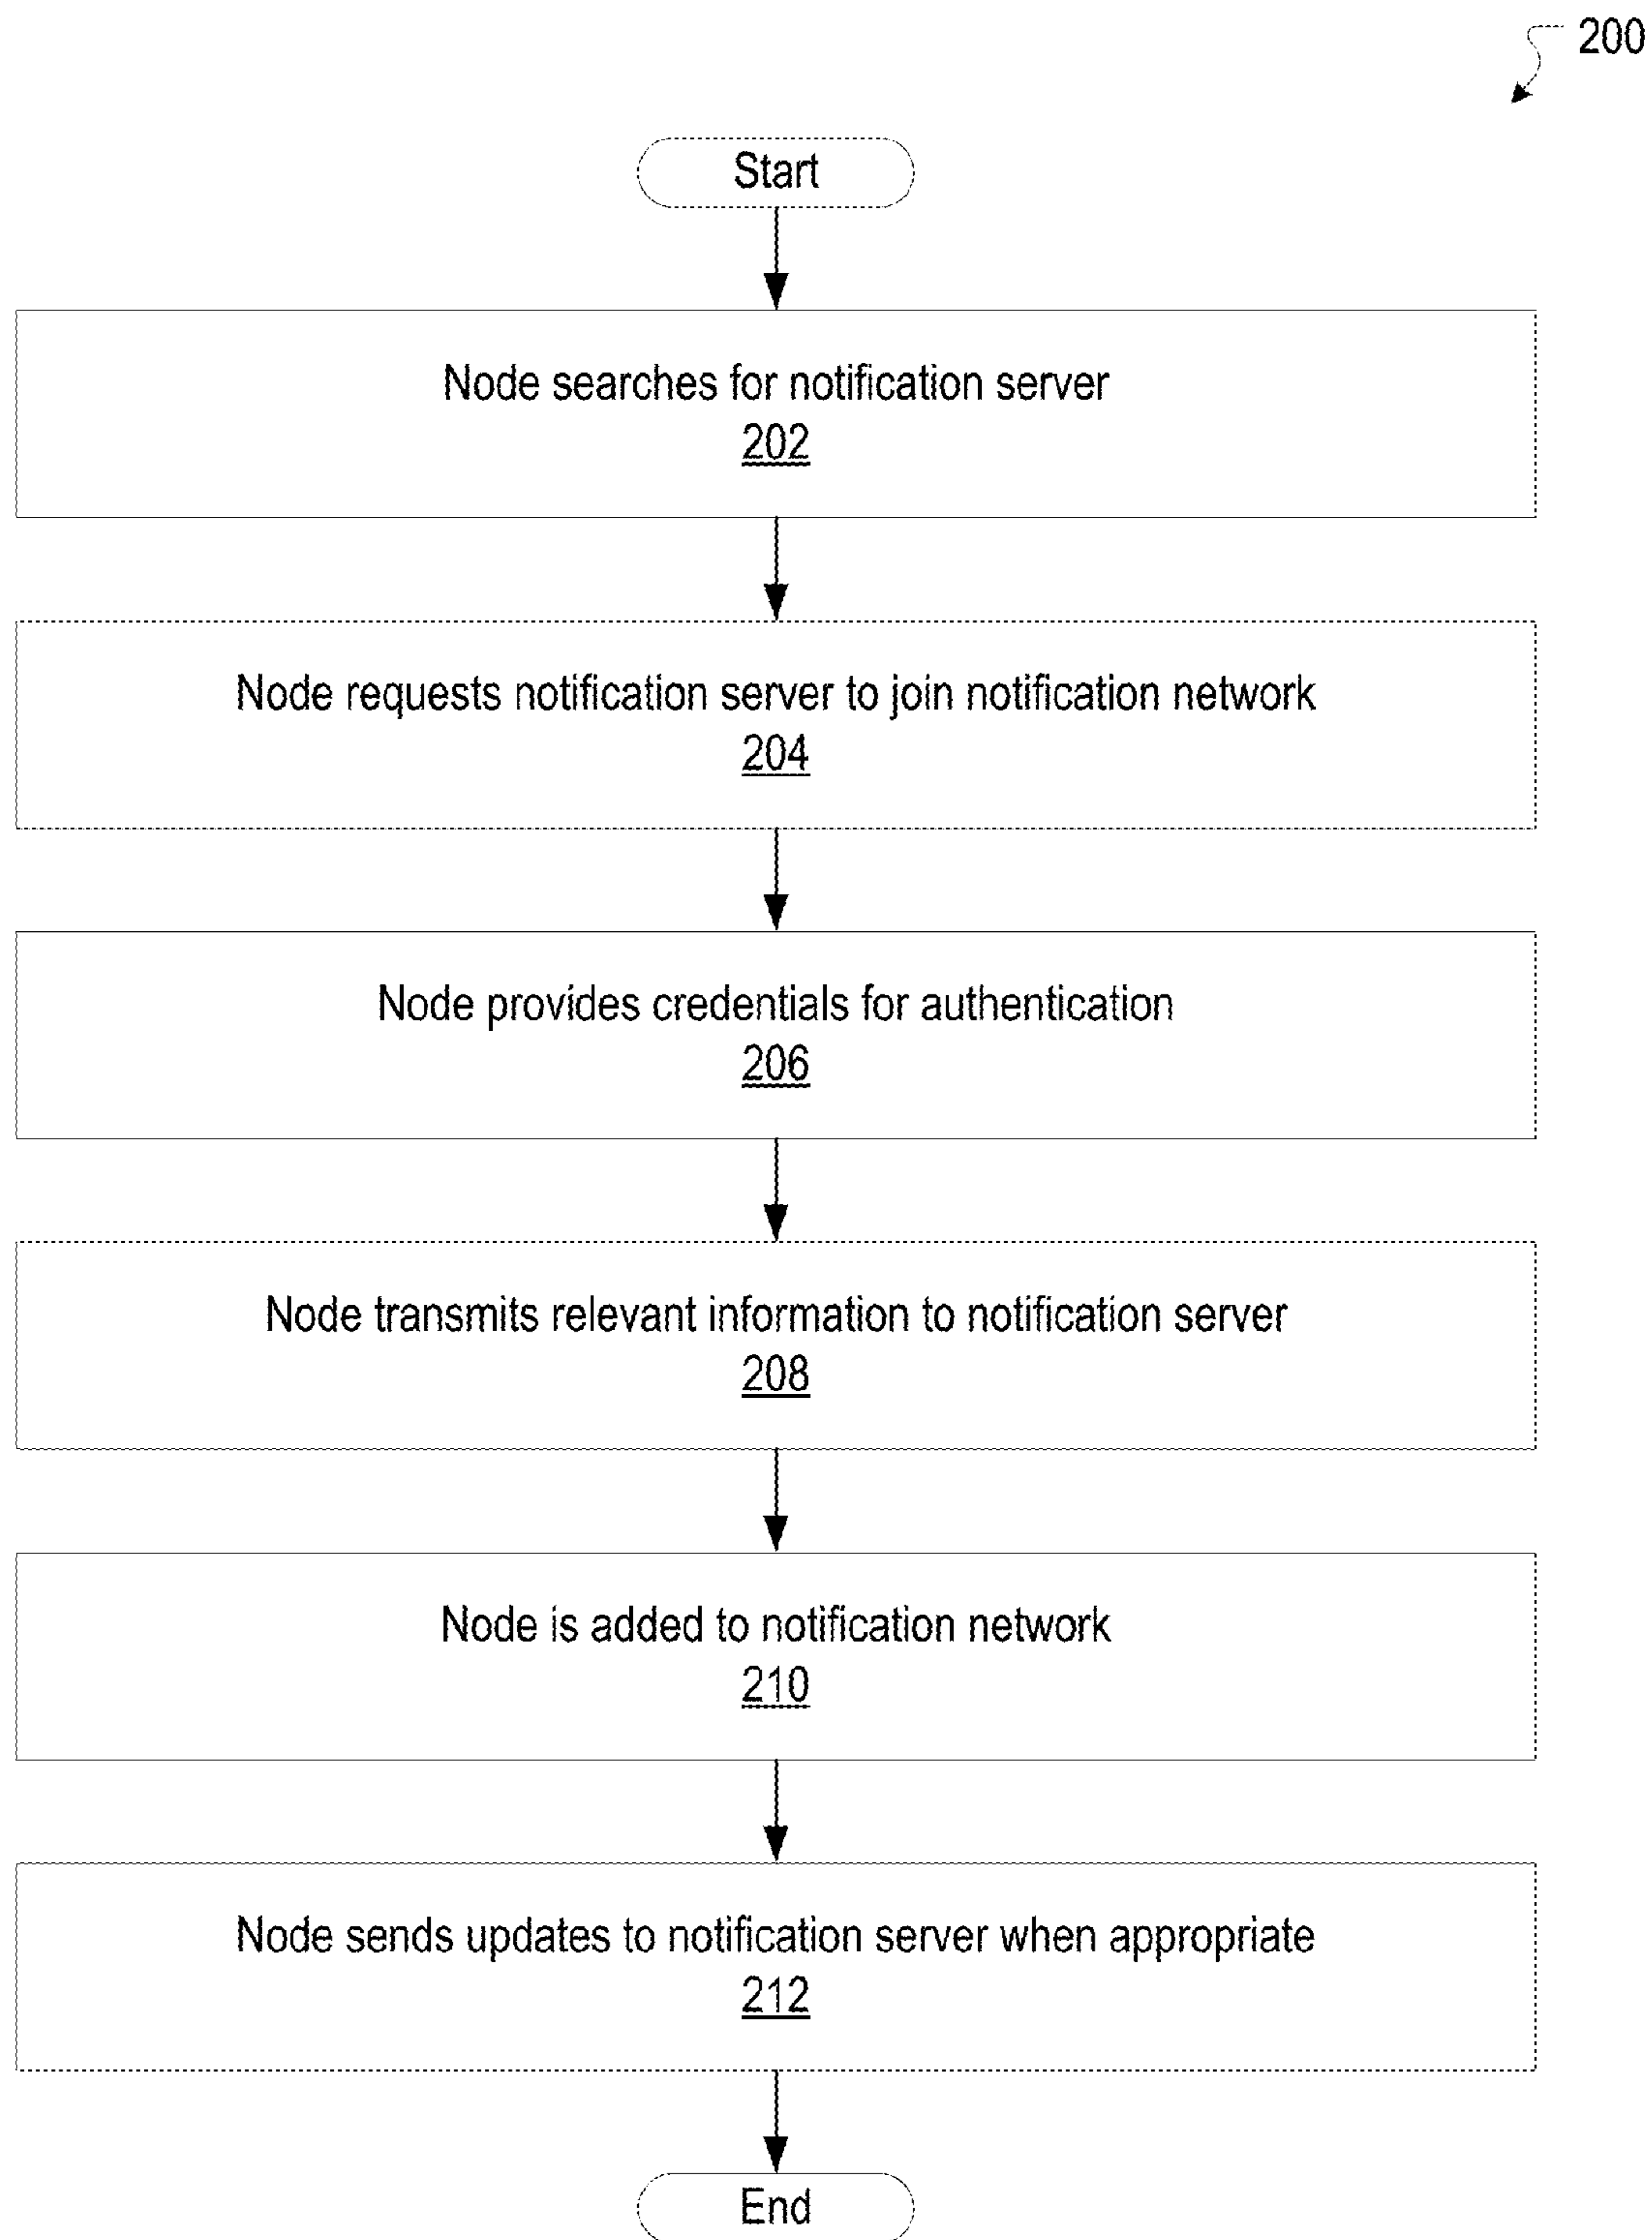 200
Start
Node searches for notification server
202
Node requests notification server to join notification network
204
Node provides credentials for authentication
206
Node transmits relevant information to notification server
208
Node is added to notification network
210
Node sends updates to notification server when appropriate
212
End